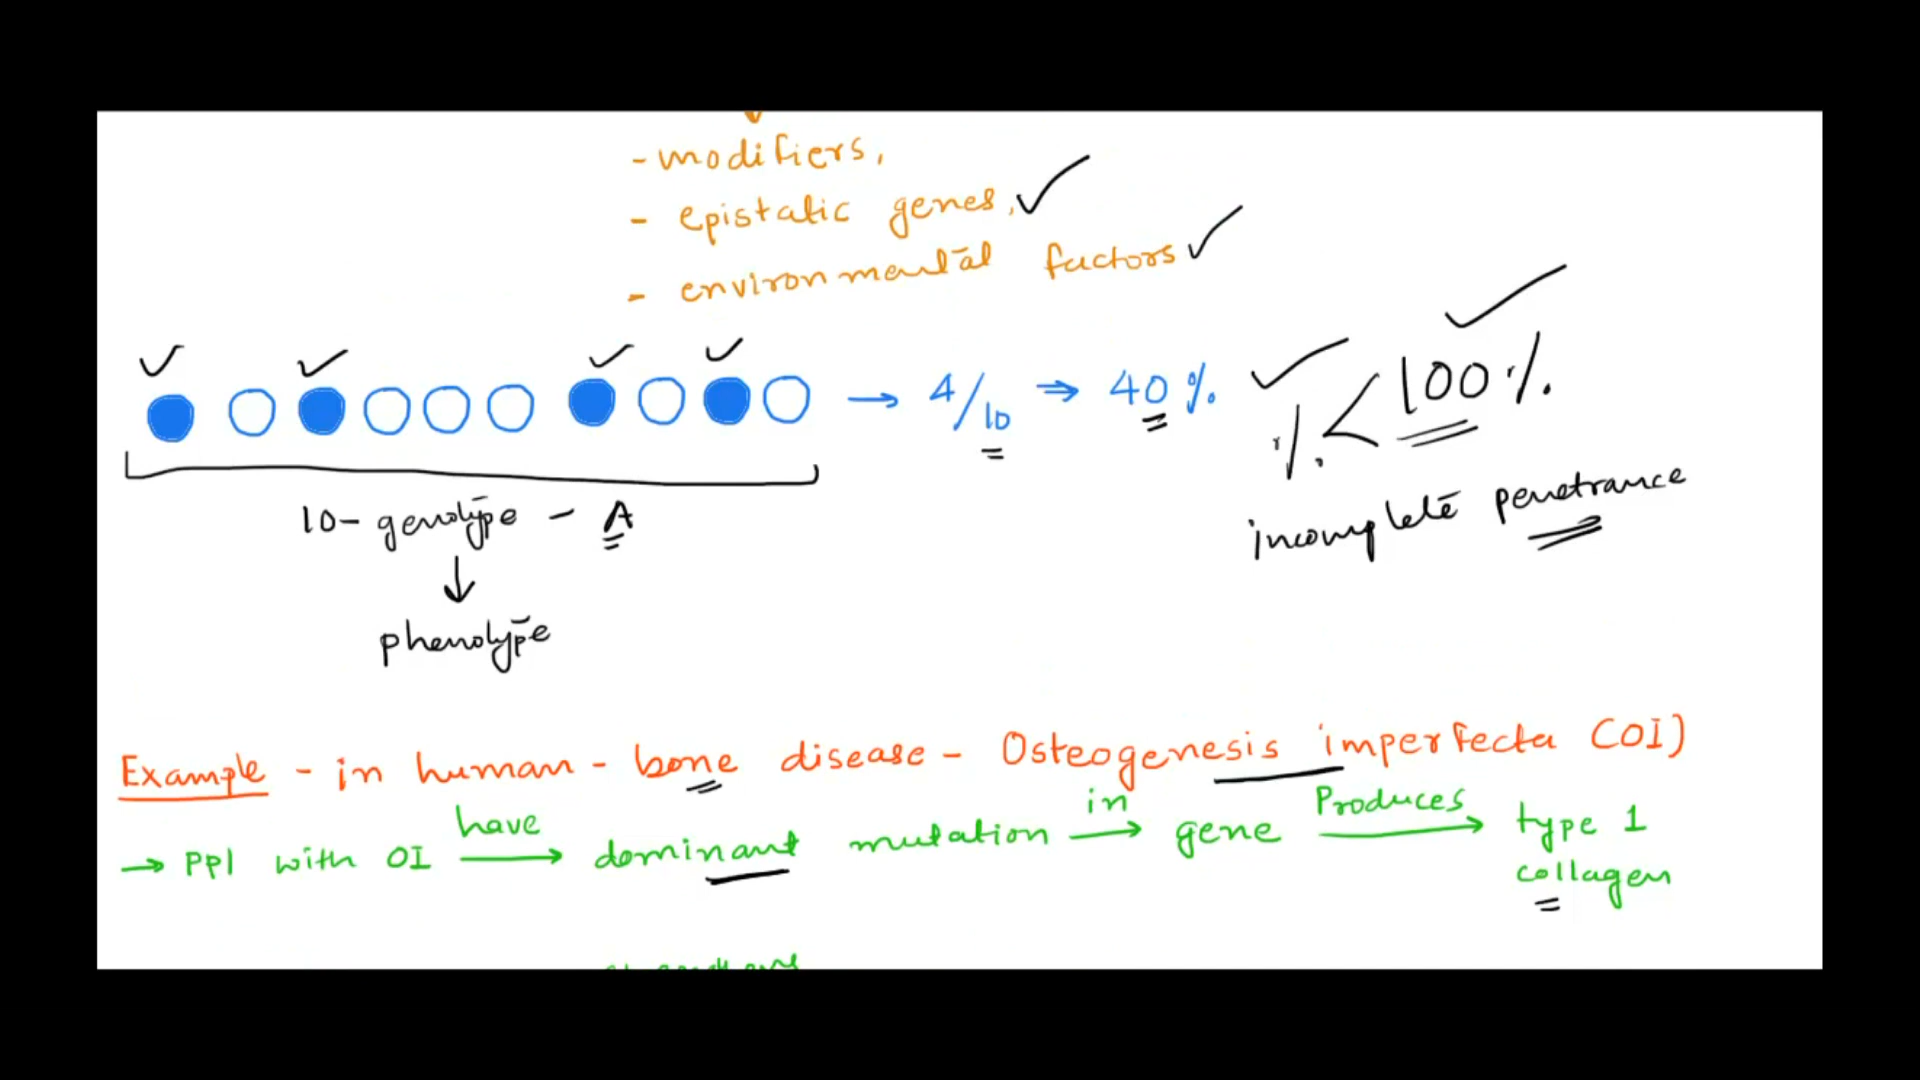 - modifiers,
- epistatic genes,
- environmental factors
→ 4/10 ⇒ 40 % % < 100 %
incomplete penetrance
10- genotype - A
↓
phenotype
Example - in human - bone disease - Osteogenesis imperfecta (OI)
→ PPl with OI have → dominant mutation in → gene Produces → type 1
collagen